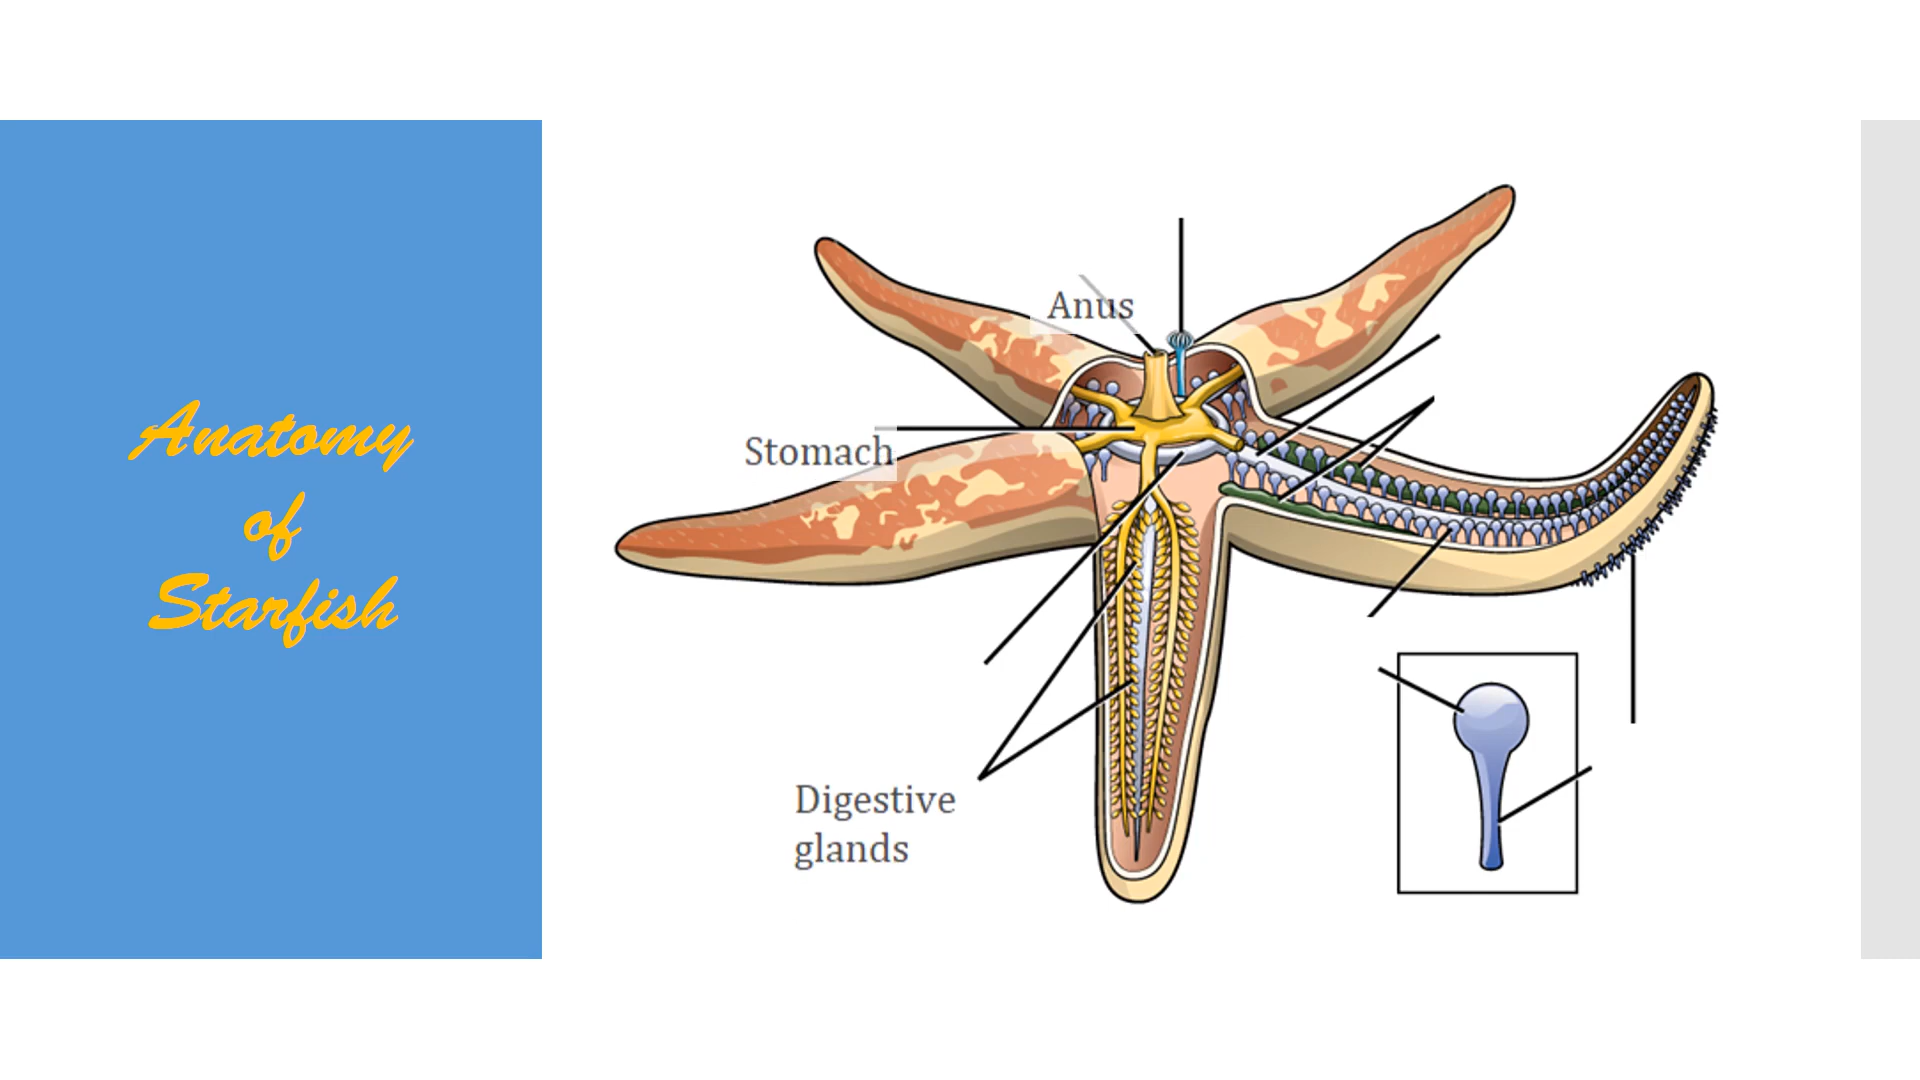 Anatomy
of
Starfish
Anus
Stomach
Digestive
glands